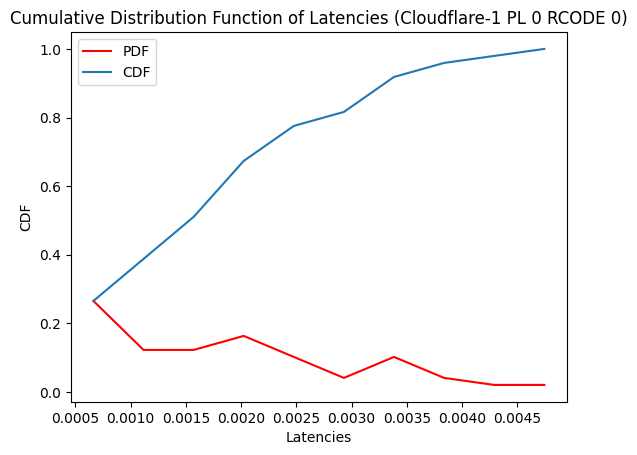 Cumulative Distribution Function of Latencies (Cloudflare-1 PL 0 RCODE 0)
PDF
CDF
1.0
0.8
0.6
0.4
0.2
0.0
CDF
0.0005 0.0010 0.0015 0.0020 0.0025 0.0030 0.0035 0.0040 0.0045
Latencies